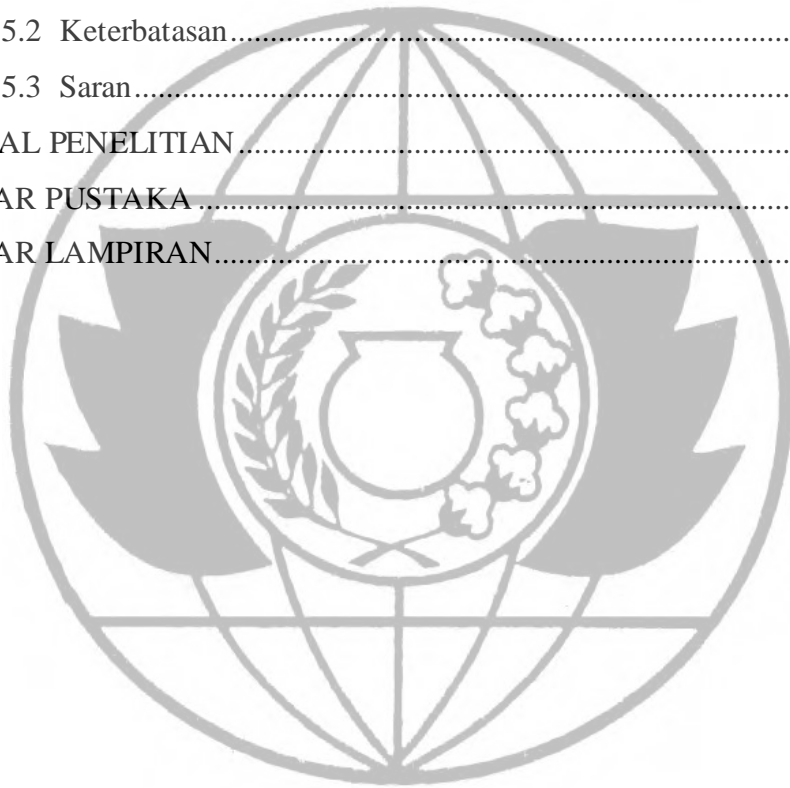 5.2 Keterbatasan.......................................................................
5.3 Saran...................................................................................
AL PENELITIAN.......................................................................
AR PUSTAKA...........................................................................
AR LAMPIRAN.........................................................................